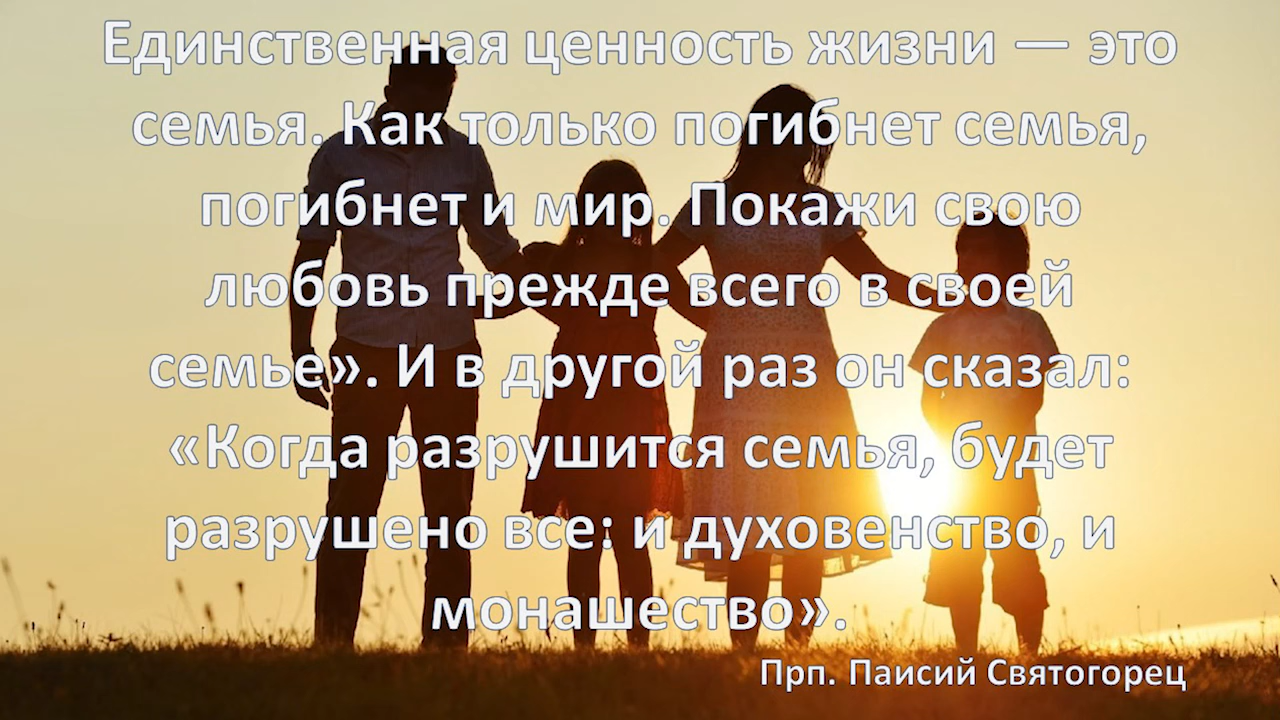 Единственная ценность жизни — это
семья. Как только погибнет семья,
погибнет и мир. Покажи свою
любовь прежде всего в своей
семье». И в другой раз он сказал:
«Когда разрушится семья, будет
разрушено все: и духовенство, и
монашество».
Прп. Паисий Святогорец